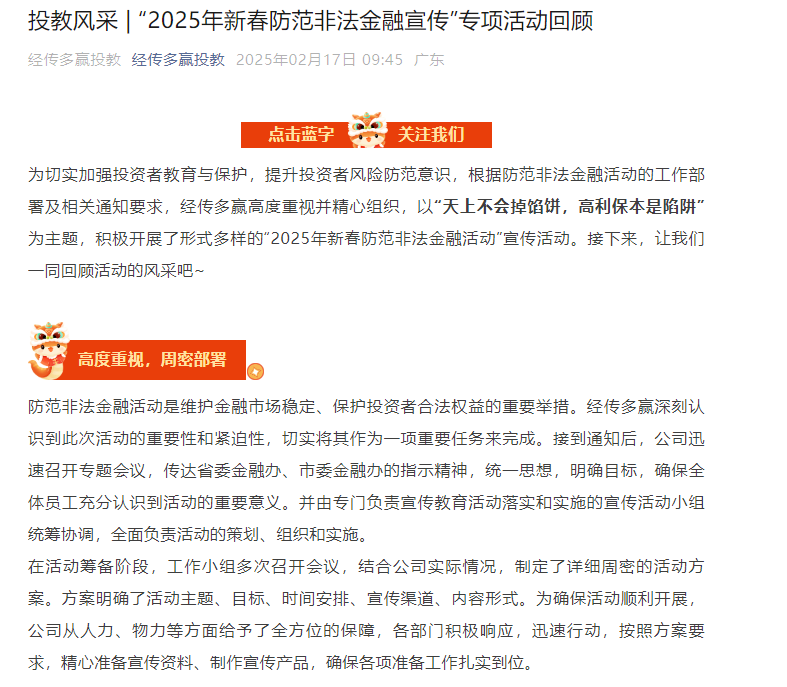 投教风采 | “2025年新春防范非法金融宣传”专项活动回顾
经传多赢投教 经传多赢投教 2025年02月17日 09:45 广东
点击蓝字 关注我们
为切实加强投资者教育与保护，提升投资者风险防范意识，根据防范非法金融活动的工作部
署及相关通知要求，经传多赢高度重视并精心组织，以“天上不会掉馅饼，高利保本是陷阱”
为主题，积极开展了形式多样的“2025年新春防范非法金融活动”宣传活动。接下来，让我们
一同回顾活动的风采吧~
高度重视，周密部署
防范非法金融活动是维护金融市场稳定、保护投资者合法权益的重要举措。经传多赢深刻认
识到此次活动的重要性和紧迫性，切实将其作为一项重要任务来完成。接到通知后，公司迅
速召开专题会议，传达省委金融办、市委金融办的指示精神，统一思想，明确目标，确保全
体员工充分认识到活动的重要意义。并由专门负责宣传教育活动落实和实施的宣传活动小组
统筹协调，全面负责活动的策划、组织和实施。
在活动筹备阶段，工作小组多次召开会议，结合公司实际情况，制定了详细周密的活动方
案。方案明确了活动主题、目标、时间安排、宣传渠道、内容形式。为确保活动顺利开展，
公司从人力、物力等方面给予了全方位的保障，各部门积极响应，迅速行动，按照方案要
求，精心准备宣传资料、制作宣传产品，确保各项准备工作扎实到位。